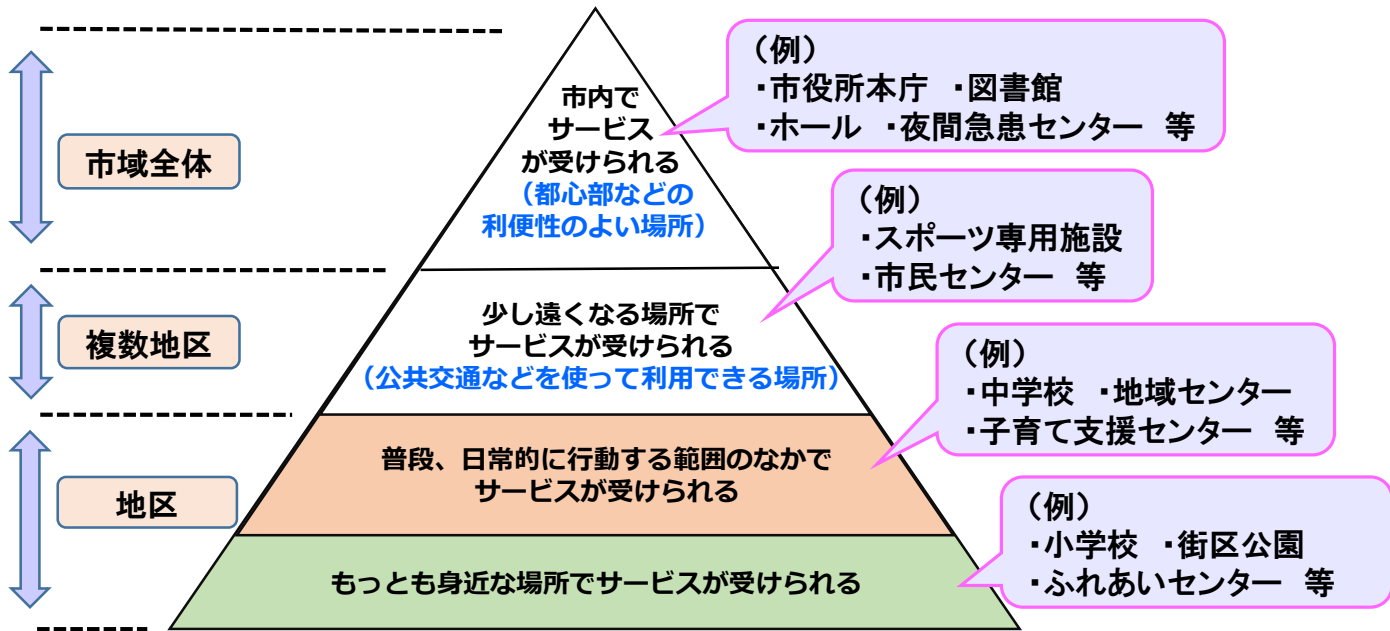 市域全体
市内で
サービス
が受けられる
（都心部などの
利便性のよい場所）
（例）
・市役所本庁　・図書館
・ホール　・夜間急患センター　等
複数地区
少し遠くなる場所で
サービスが受けられる
（公共交通などを使って利用できる場所）
（例）
・スポーツ専用施設
・市民センター　等
地区
普段、日常的に行動する範囲のなかで
サービスが受けられる
（例）
・中学校　・地域センター
・子育て支援センター　等
もっとも身近な場所でサービスが受けられる
（例）
・小学校　・街区公園
・ふれあいセンター　等